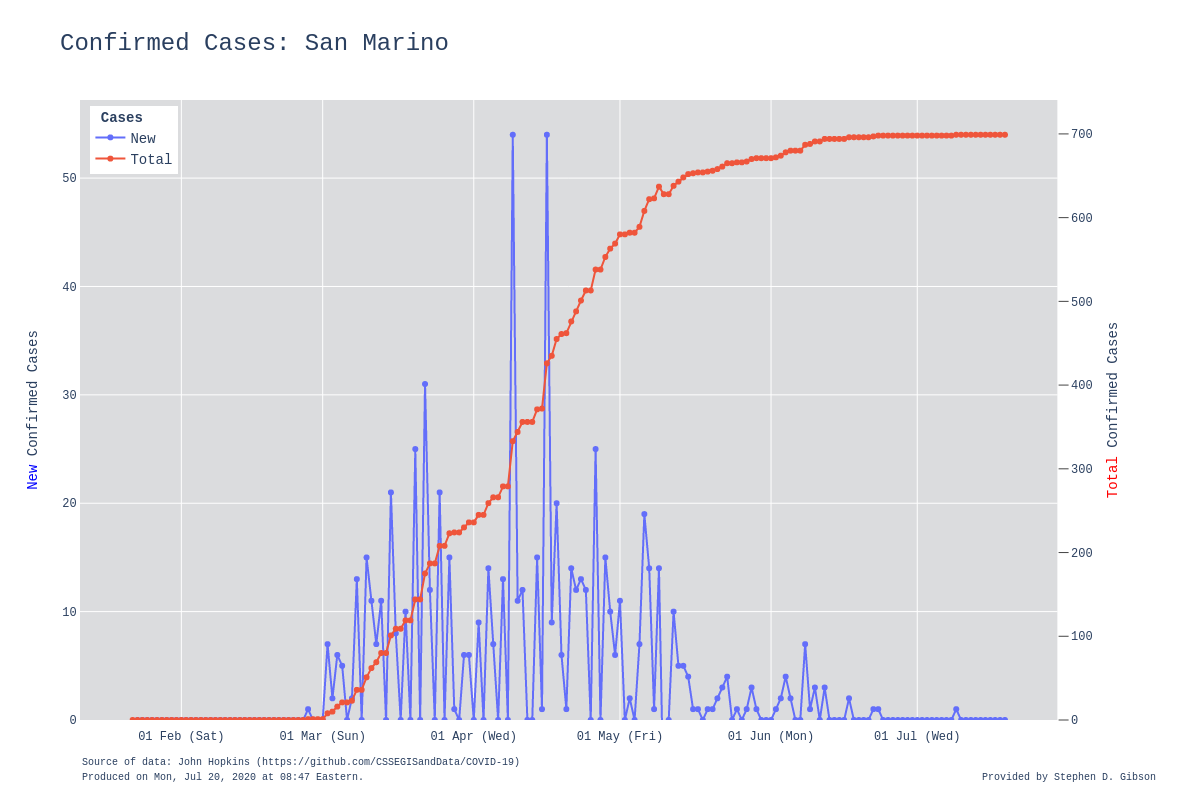 Confirmed Cases: San Marino
Cases
New
Total
50
40
30
20
10
0
700
600
500
400
300
200
100
0
New Confirmed Cases
Total Confirmed Cases
01 Feb (Sat) 01 Mar (Sun) 01 Apr (Wed) 01 May (Fri) 01 Jun (Mon) 01 Jul (Wed)
Source of data: John Hopkins (https://github.com/CSSEGISandData/COVID-19)
Produced on Mon, Jul 20, 2020 at 08:47 Eastern.
Provided by Stephen D. Gibson